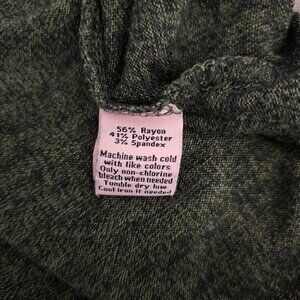 56% Rayon
41% Polyester
3% Spandex
Machine wash cold
with like colors
Only non-chlorine
bleach when needed
Tumble dry low
Cool iron if needed